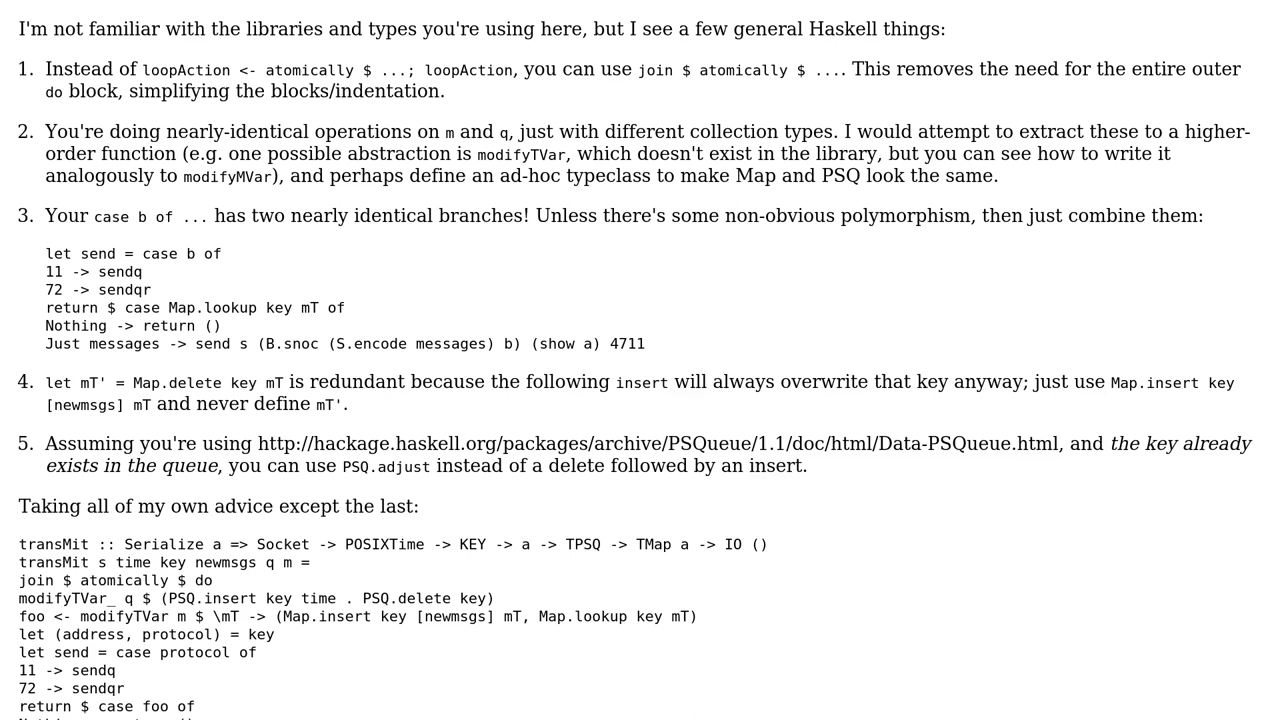 I'm not familiar with the libraries and types you're using here, but I see a few general Haskell things:
1. Instead of loopAction <- atomically $ ...; loopAction, you can use join $ atomically $ .... This removes the need for the entire outer
do block, simplifying the blocks/indentation.
2. You're doing nearly-identical operations on m and q, just with different collection types. I would attempt to extract these to a higher-
order function (e.g. one possible abstraction is modifyTVar, which doesn't exist in the library, but you can see how to write it
analogously to modifyMVar), and perhaps define an ad-hoc typeclass to make Map and PSQ look the same.
3. Your case b of ... has two nearly identical branches! Unless there's some non-obvious polymorphism, then just combine them:
let send = case b of
11 -> sendq
72 -> sendqr
return $ case Map.lookup key mT of
Nothing -> return ()
Just messages -> send s (B.snoc (S.encode messages) b) (show a) 4711
4. let mT' = Map.delete key mT is redundant because the following insert will always overwrite that key anyway; just use Map.insert key
[newmsgs] mT and never define mT'.
5. Assuming you're using http://hackage.haskell.org/packages/archive/PSQueue/1.1/doc/html/Data-PSQueue.html, and the key already
exists in the queue, you can use PSQ.adjust instead of a delete followed by an insert.
Taking all of my own advice except the last:
transMit :: Serialize a => Socket -> POSIXTime -> KEY -> a -> TPSQ -> TMap a -> IO ()
transMit s time key newmsgs q m =
join $ atomically $ do
modifyTVar_ q $ (PSQ.insert key time . PSQ.delete key)
foo <- modifyTVar m $ \mT -> (Map.insert key [newmsgs] mT, Map.lookup key mT)
let (address, protocol) = key
let send = case protocol of
11 -> sendq
72 -> sendqr
return $ case foo of